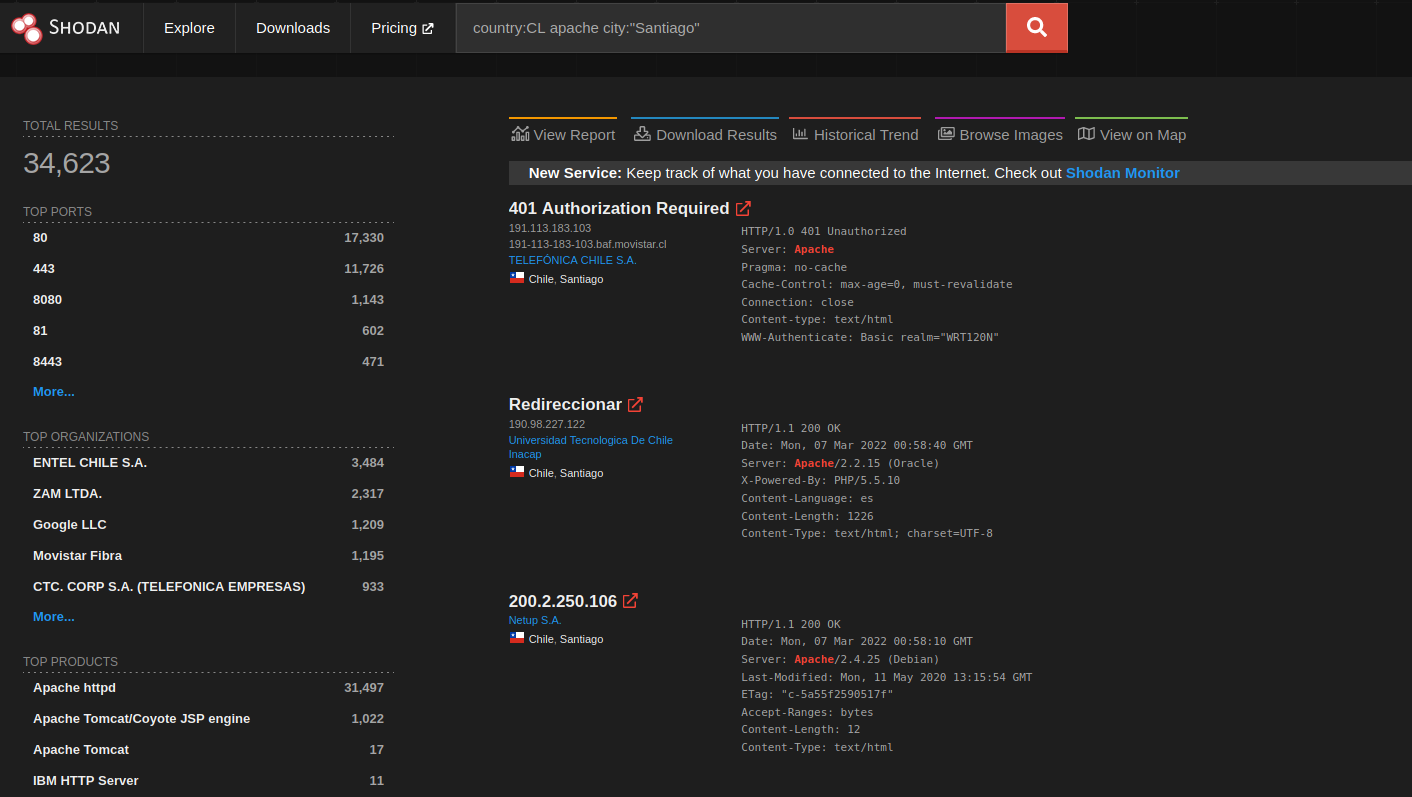 SHODAN Explore Downloads Pricing country:CL apache city:"Santiago"
TOTAL RESULTS
34,623
TOP PORTS
80 17,330
443 11,726
8080 1,143
81 602
8443 471
More...
TOP ORGANIZATIONS
ENTEL CHILE S.A. 3,484
ZAM LTDA. 2,317
Google LLC 1,209
Movistar Fibra 1,195
CTC. CORP S.A. (TELEFONICA EMPRESAS) 933
More...
TOP PRODUCTS
Apache httpd 31,497
Apache Tomcat/Coyote JSP engine 1,022
Apache Tomcat 17
IBM HTTP Server 11
View Report Download Results Historical Trend Browse Images View on Map
New Service: Keep track of what you have connected to the Internet. Check out Shodan Monitor
401 Authorization Required
191.113.183.103
191-113-183-103.baf.movistar.cl
TELEFÓNICA CHILE S.A.
Chile, Santiago
HTTP/1.0 401 Unauthorized
Server: Apache
Pragma: no-cache
Cache-Control: max-age=0, must-revalidate
Connection: close
Content-type: text/html
WWW-Authenticate: Basic realm="WRT120N"
Redireccionar
190.98.227.122
Universidad Tecnologica De Chile
Inacap
Chile, Santiago
HTTP/1.1 200 OK
Date: Mon, 07 Mar 2022 00:58:40 GMT
Server: Apache/2.2.15 (Oracle)
X-Powered-By: PHP/5.5.10
Content-Language: es
Content-Length: 1226
Content-Type: text/html; charset=UTF-8
200.2.250.106
Netup S.A.
Chile, Santiago
HTTP/1.1 200 OK
Date: Mon, 07 Mar 2022 00:58:10 GMT
Server: Apache/2.4.25 (Debian)
Last-Modified: Mon, 11 May 2020 13:15:54 GMT
ETag: "c-5a55f2590517f"
Accept-Ranges: bytes
Content-Length: 12
Content-Type: text/html